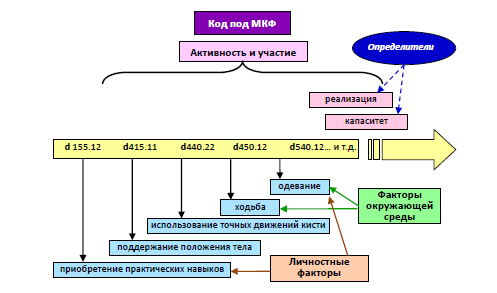 Код под МКФ
Активность и участие
Определители
реализация
капаситет
d 155.12 d415.11 d440.22 d450.12 d540.12... и т.д.
одевание
ходьба
использование точных движений кисти
поддержание положения тела
приобретение практических навыков
Факторы
окружающей
среды
Личностные
факторы